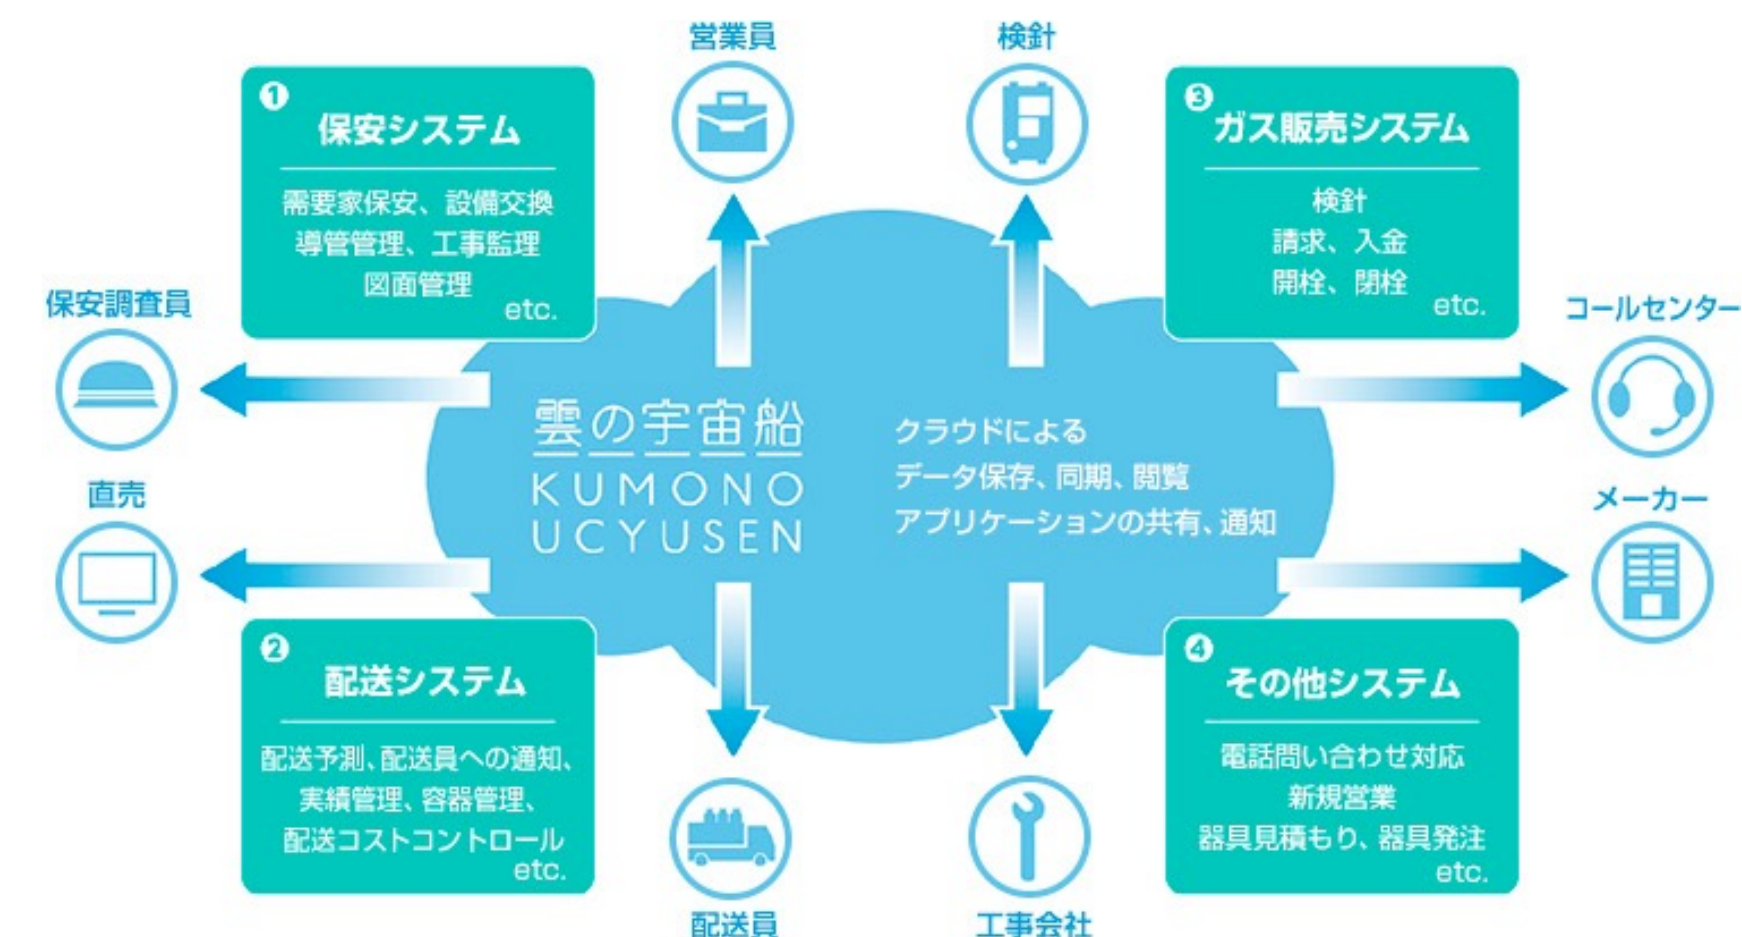 営業員
検針
❶
保安システム
需要家保安、設備交換
導管管理、工事監理
図面管理
etc.
❸
ガス販売システム
検針
請求、入金
開栓、閉栓
etc.
保安調査員
コールセンター
雲の宇宙船
KUMONO
UCYUSEN
クラウドによる
データ保存、同期、閲覧
アプリケーションの共有、通知
直売
メーカー
❷
配送システム
配送予測、配送員への通知、
実績管理、容器管理、
配送コストコントロール
etc.
❹
その他システム
電話問い合わせ対応
新規営業
器具見積もり、器具発注
etc.
配送員
工事会社